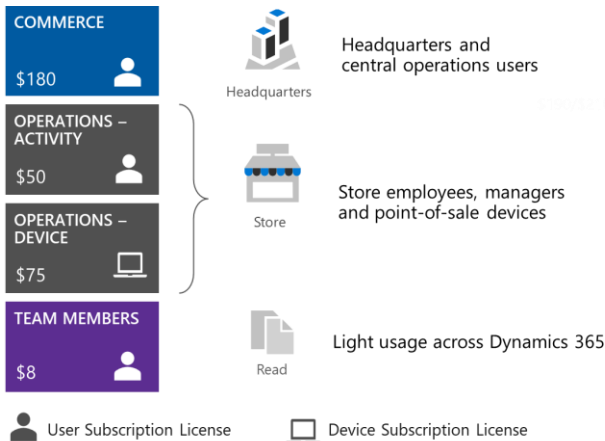 COMMERCE
$180
Headquarters
Headquarters and
central operations users
OPERATIONS –
ACTIVITY
$50
OPERATIONS –
DEVICE
$75
Store
Store employees, managers
and point-of-sale devices
TEAM MEMBERS
$8
Read
Light usage across Dynamics 365
User Subscription License
Device Subscription License